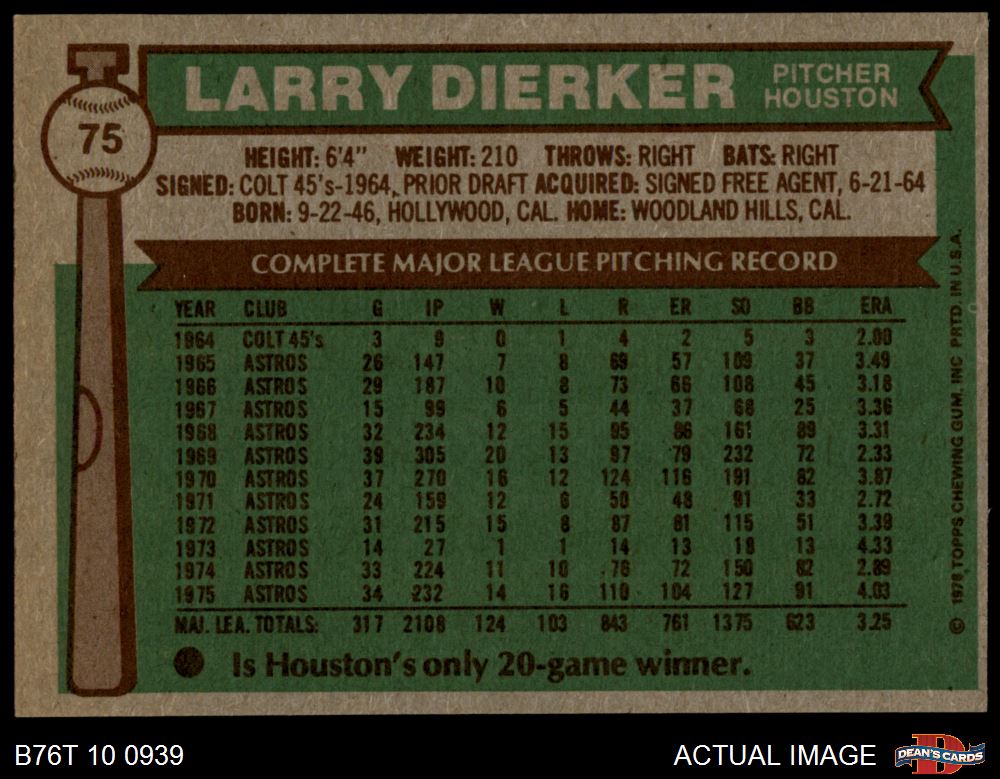 75
LARRY DIERKER
PITCHER
HOUSTON
HEIGHT: 6'4" WEIGHT: 210 THROWS: RIGHT BATS: RIGHT
SIGNED: COLT 45's-1964, PRIOR DRAFT ACQUIRED: SIGNED FREE AGENT, 6-21-64
BORN: 9-22-46, HOLLYWOOD, CAL. HOME: WOODLAND HILLS, CAL.
COMPLETE MAJOR LEAGUE PITCHING RECORD
YEAR CLUB G IP W L R ER SO BB ERA
1964 COLT 45's 3 9 0 1 4 2 5 3 2.00
1965 ASTROS 26 147 7 8 69 57 109 37 3.49
1966 ASTROS 29 187 10 8 73 66 108 45 3.18
1967 ASTROS 15 99 6 5 44 37 68 25 3.36
1968 ASTROS 32 234 12 15 95 86 161 89 3.31
1969 ASTROS 39 305 20 13 97 79 232 72 2.33
1970 ASTROS 37 270 16 12 124 116 191 82 3.87
1971 ASTROS 24 159 12 6 50 48 91 33 2.72
1972 ASTROS 31 215 15 8 87 81 115 51 3.39
1973 ASTROS 14 27 1 1 14 13 18 13 4.33
1974 ASTROS 33 224 11 10 76 72 150 82 2.89
1975 ASTROS 34 232 14 16 110 104 127 91 4.03
MAJ. LEA. TOTALS: 317 2108 124 103 843 761 1375 623 3.25
Is Houston's only 20-game winner.
© 1976 TOPPS CHEWING GUM, INC PRTD. IN U.S.A.
B76T 10 0939
ACTUAL IMAGE
DEAN'S CARDS